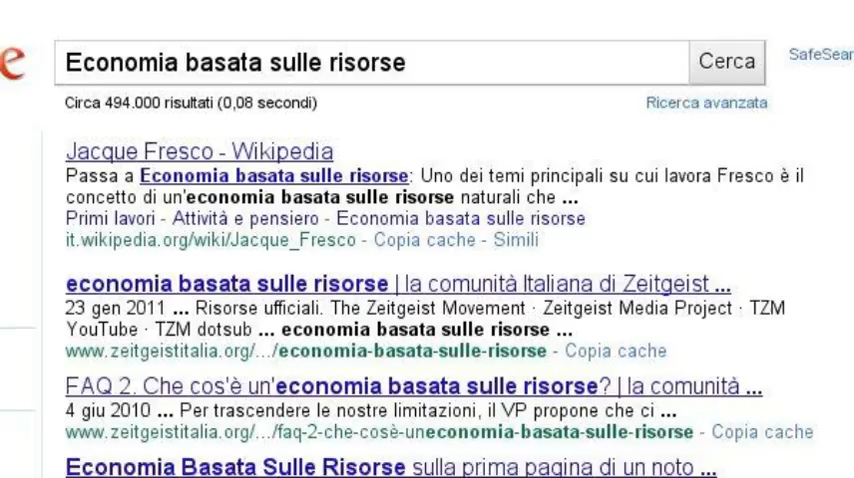 e
Economia basata sulle risorse
Cerca
SafeSear
Circa 494.000 risultati (0,08 secondi)
Ricerca avanzata
Jacque Fresco - Wikipedia
Passa a Economia basata sulle risorse: Uno dei temi principali su cui lavora Fresco è il
concetto di un'economia basata sulle risorse naturali che ...
Primi lavori - Attività e pensiero - Economia basata sulle risorse
it.wikipedia.org/wiki/Jacque_Fresco - Copia cache - Simili
economia basata sulle risorse | la comunità Italiana di Zeitgeist ...
23 gen 2011 ... Risorse ufficiali. The Zeitgeist Movement · Zeitgeist Media Project · TZM
YouTube · TZM dotsub ... economia basata sulle risorse ...
www.zeitgeistitalia.org/.../economia-basata-sulle-risorse - Copia cache
FAQ 2. Che cos'è un'economia basata sulle risorse? | la comunità ...
4 giu 2010 ... Per trascendere le nostre limitazioni, il VP propone che ci ...
www.zeitgeistitalia.org/.../faq-2-che-cosè-uneconomia-basata-sulle-risorse - Copia cache
Economia Basata Sulle Risorse sulla prima pagina di un noto ...